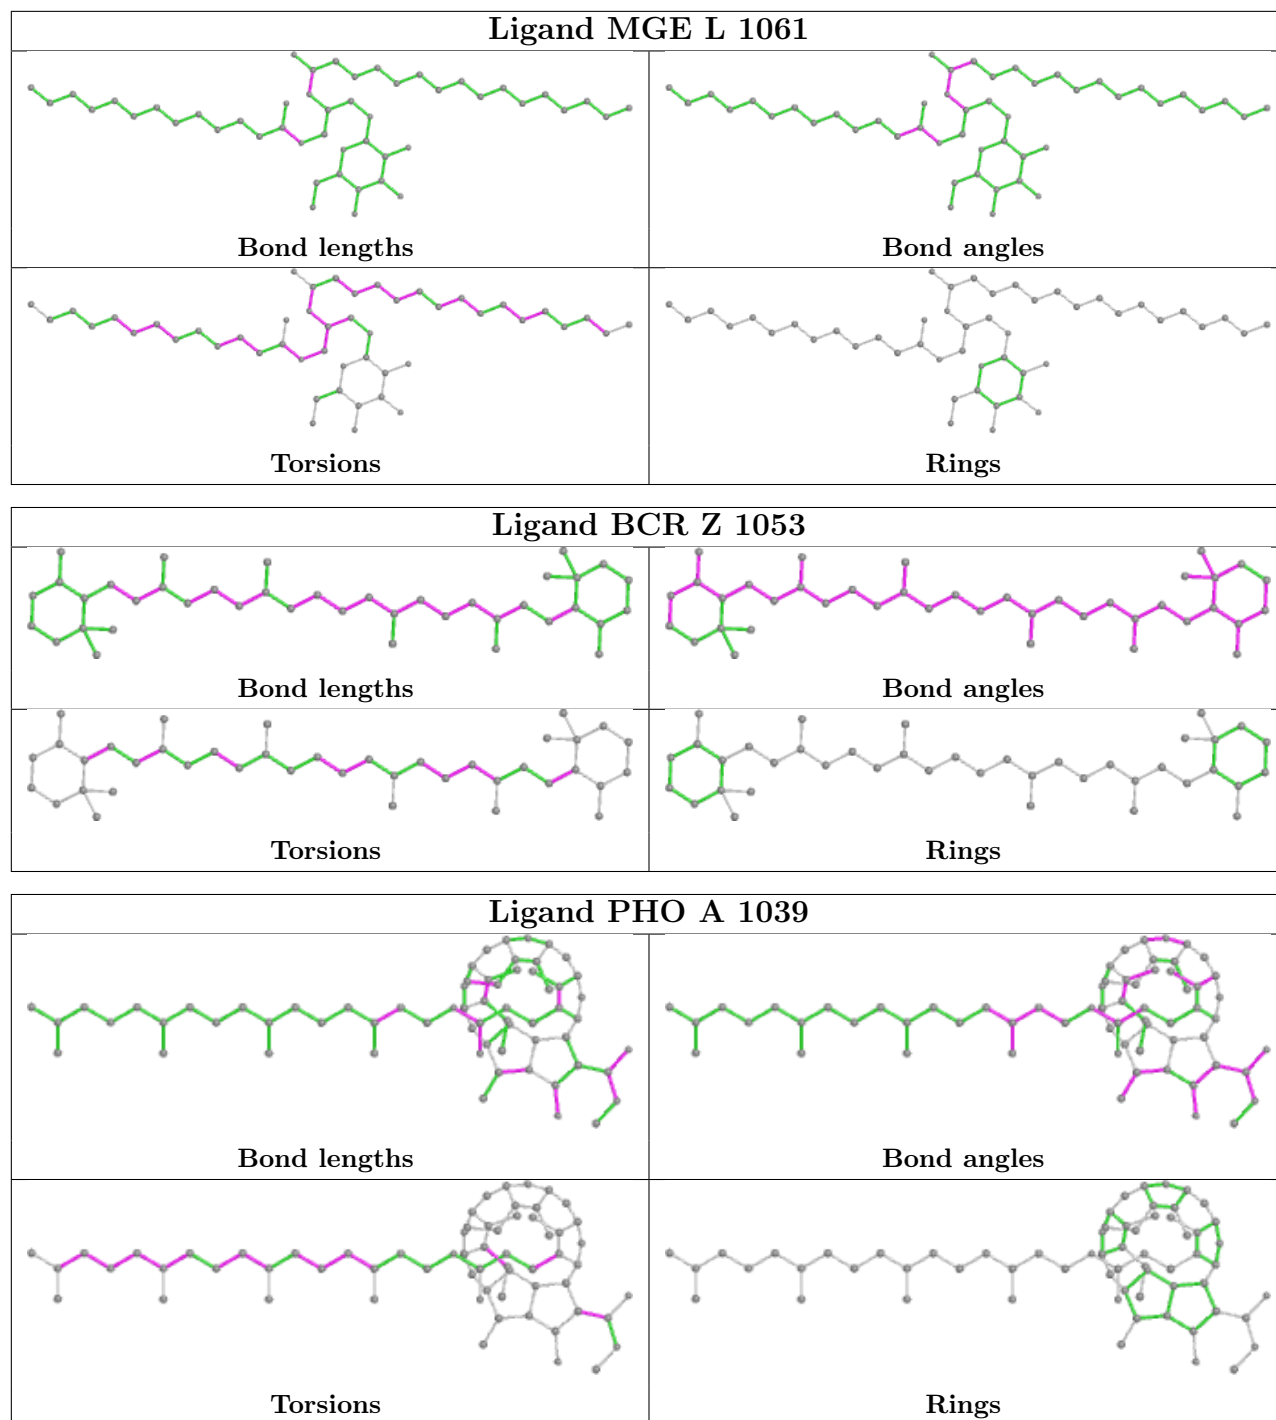 Ligand MGE L 1061
Bond lengths
Bond angles
Torsions
Rings
Ligand BCR Z 1053
Bond lengths
Bond angles
Torsions
Rings
Ligand PHO A 1039
Bond lengths
Bond angles
Torsions
Rings